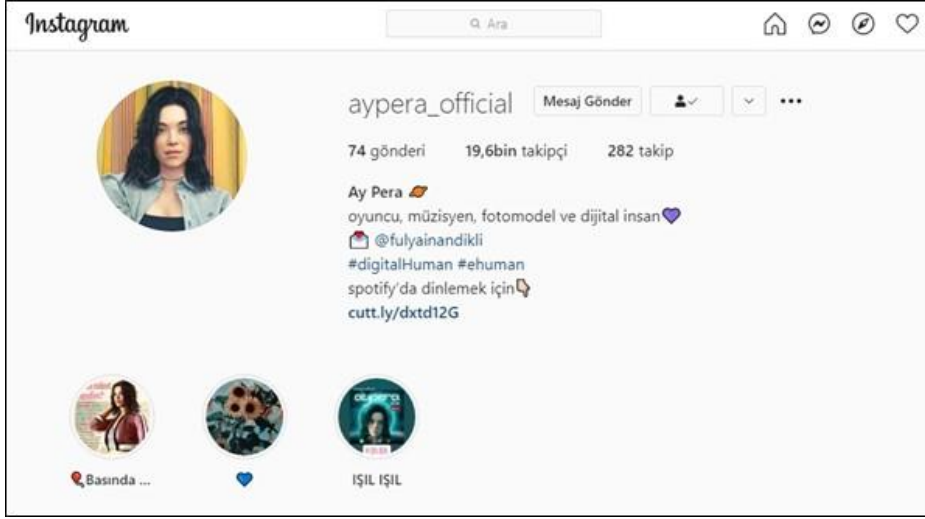 Instagram
Ara
aypera_official Mesaj Gönder
74 gönderi 19,6bin takipçi 282 takip
Ay Pera
oyuncu, müzisyen, fotomodel ve dijital insan
@fulyainandikli
#digitalHuman #ehuman
spotify'da dinlemek için
cutt.ly/dxtd12G
Basında ...
IŞIL IŞIL